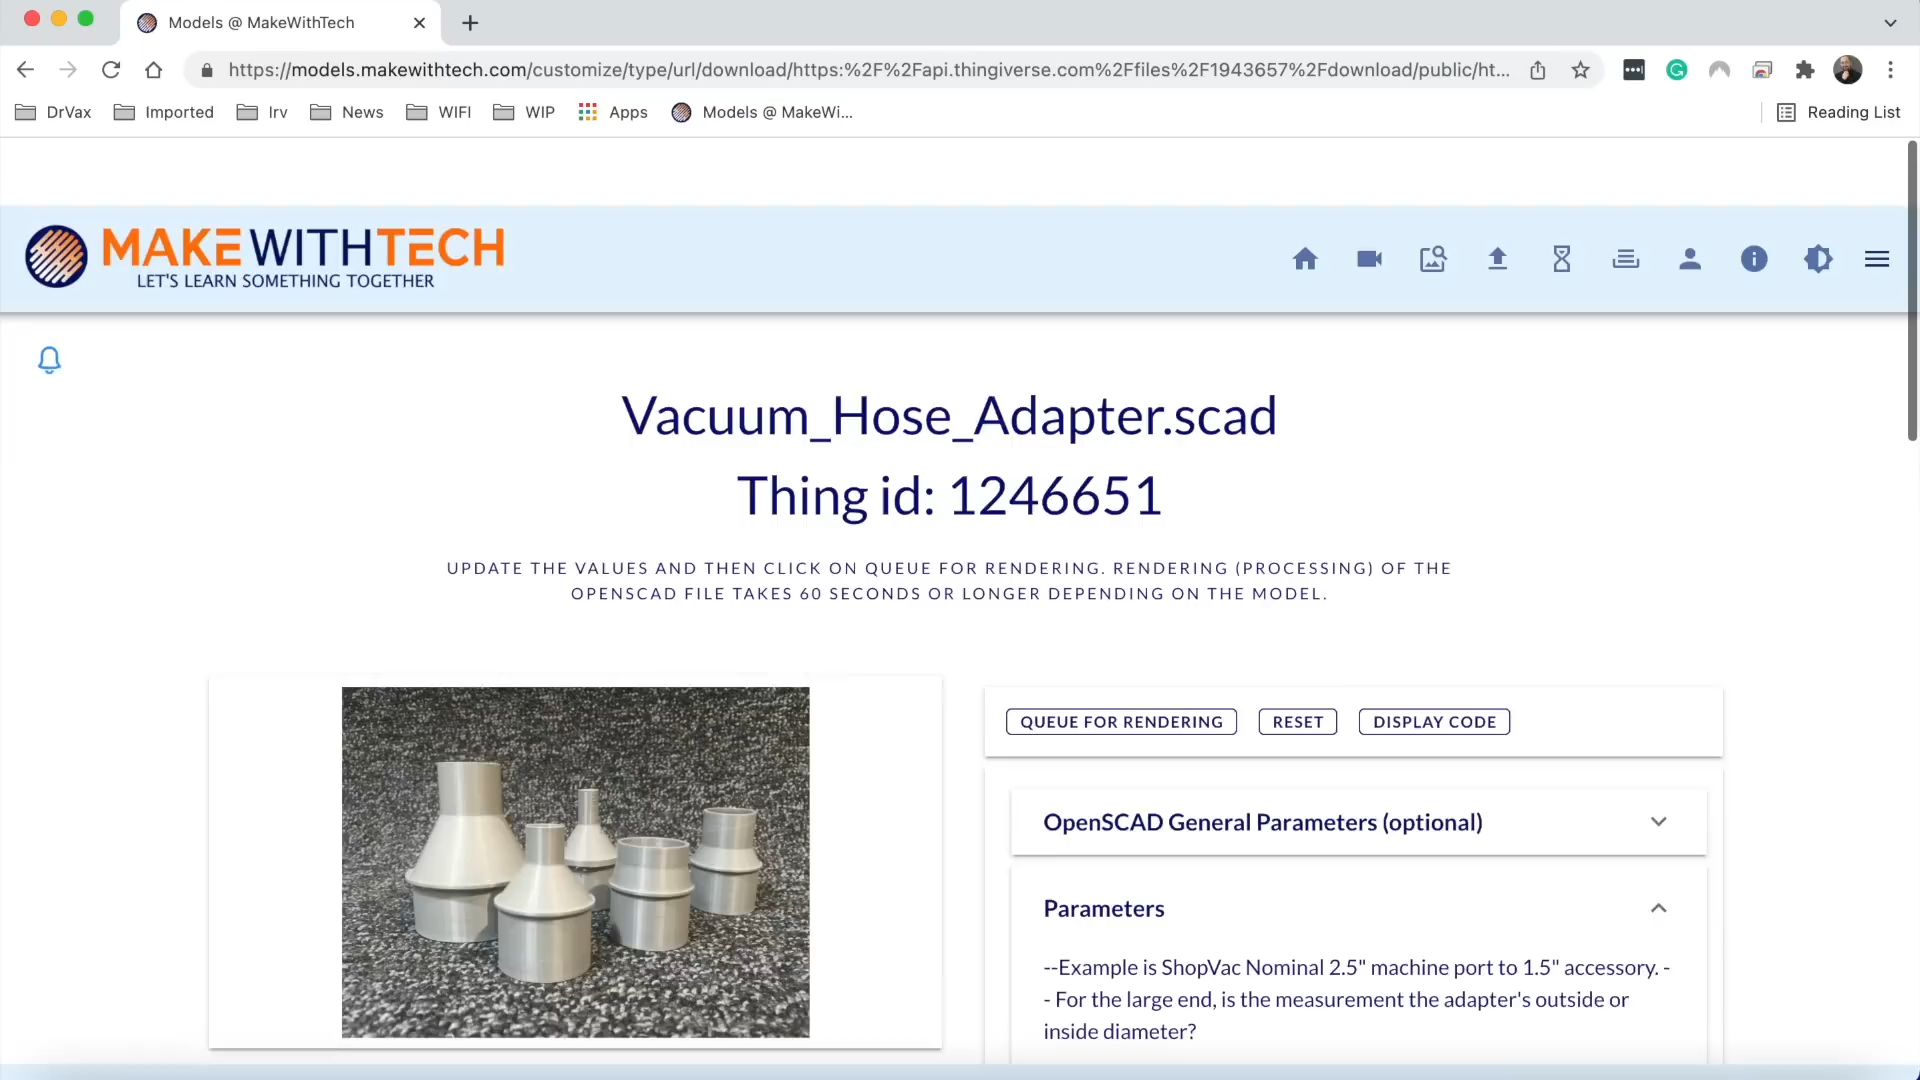 Models @ MakeWithTech
https://models.makewithtech.com/customize/type/url/download/https:%2F%2Fapi.thingiverse.com%2Ffiles%2F1943657%2Fdownload/public/ht...
DrVax Imported Irv News WIFI WIP Apps Models @ MakeWi... Reading List
MAKEWITHTECH
LET'S LEARN SOMETHING TOGETHER
Vacuum_Hose_Adapter.scad
Thing id: 1246651
UPDATE THE VALUES AND THEN CLICK ON QUEUE FOR RENDERING. RENDERING (PROCESSING) OF THE
OPENSCAD FILE TAKES 60 SECONDS OR LONGER DEPENDING ON THE MODEL.
QUEUE FOR RENDERING RESET DISPLAY CODE
OpenSCAD General Parameters (optional)
Parameters
--Example is ShopVac Nominal 2.5" machine port to 1.5" accessory. -
- For the large end, is the measurement the adapter's outside or
inside diameter?